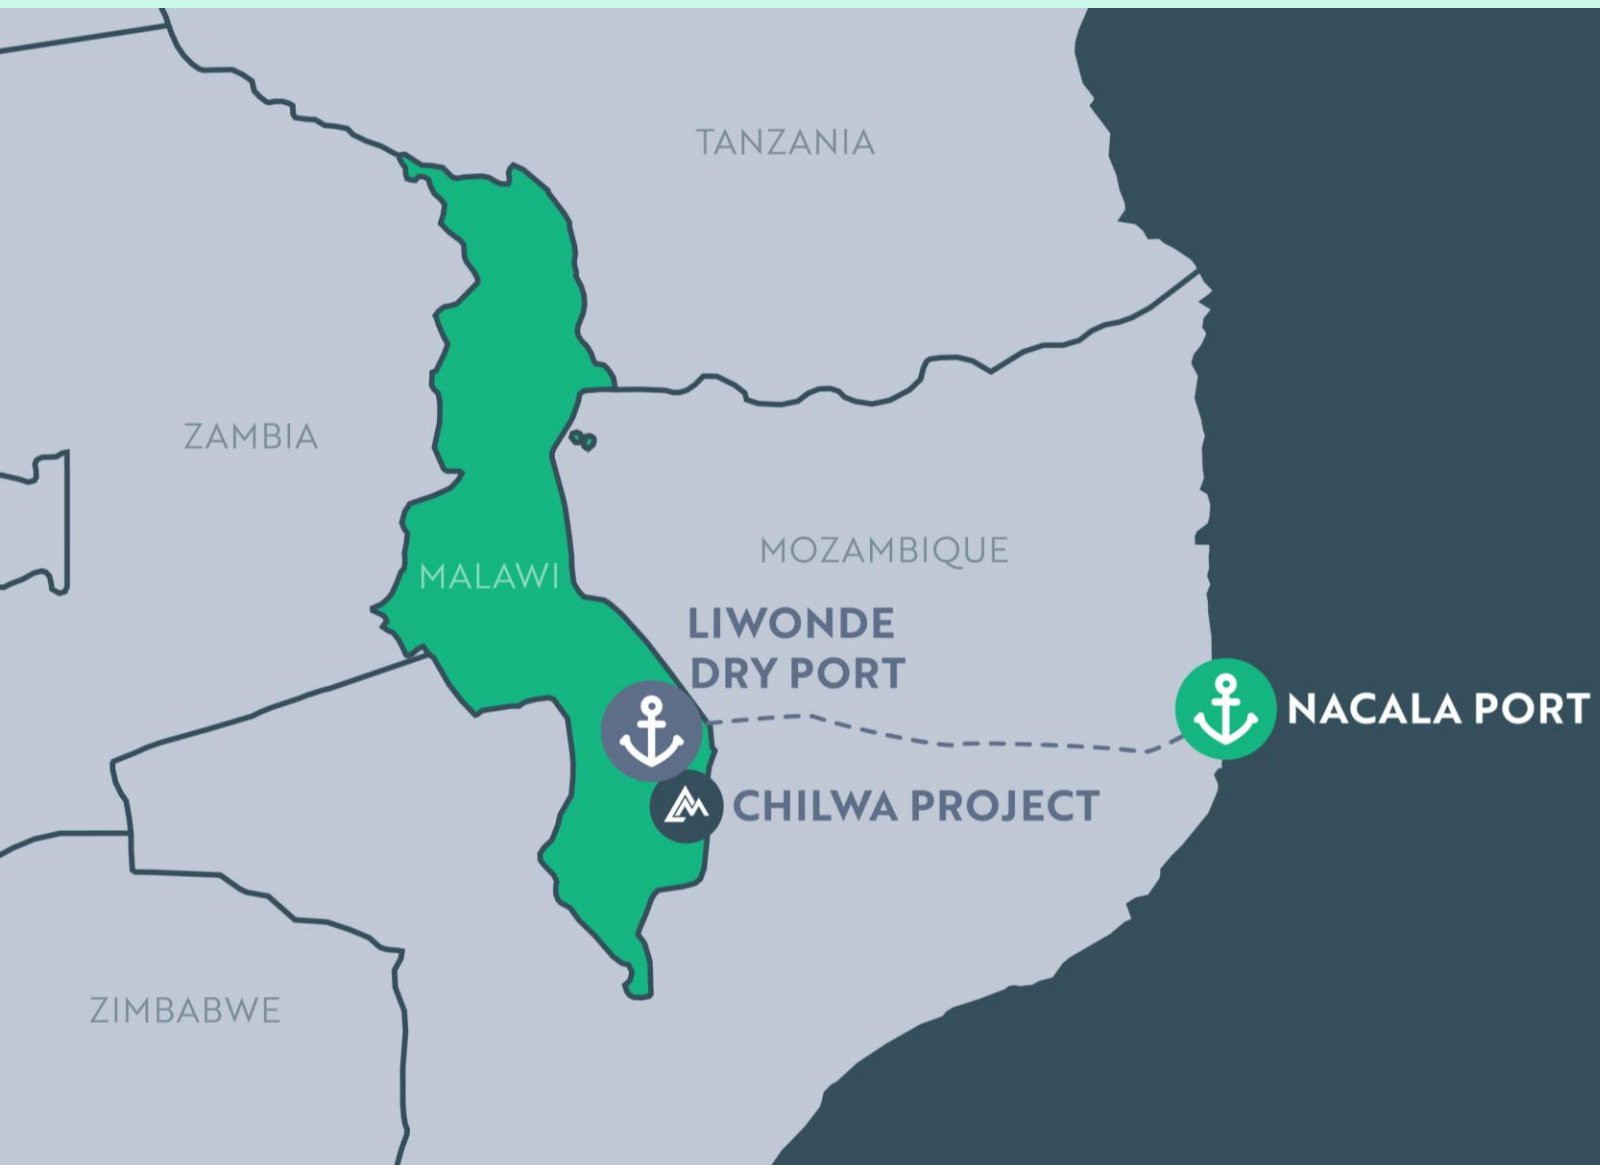 TANZANIA
ZAMBIA
MOZAMBIQUE
MALAWI
LIWONDE
DRY PORT
NACALA PORT
CHILWA PROJECT
ZIMBABWE